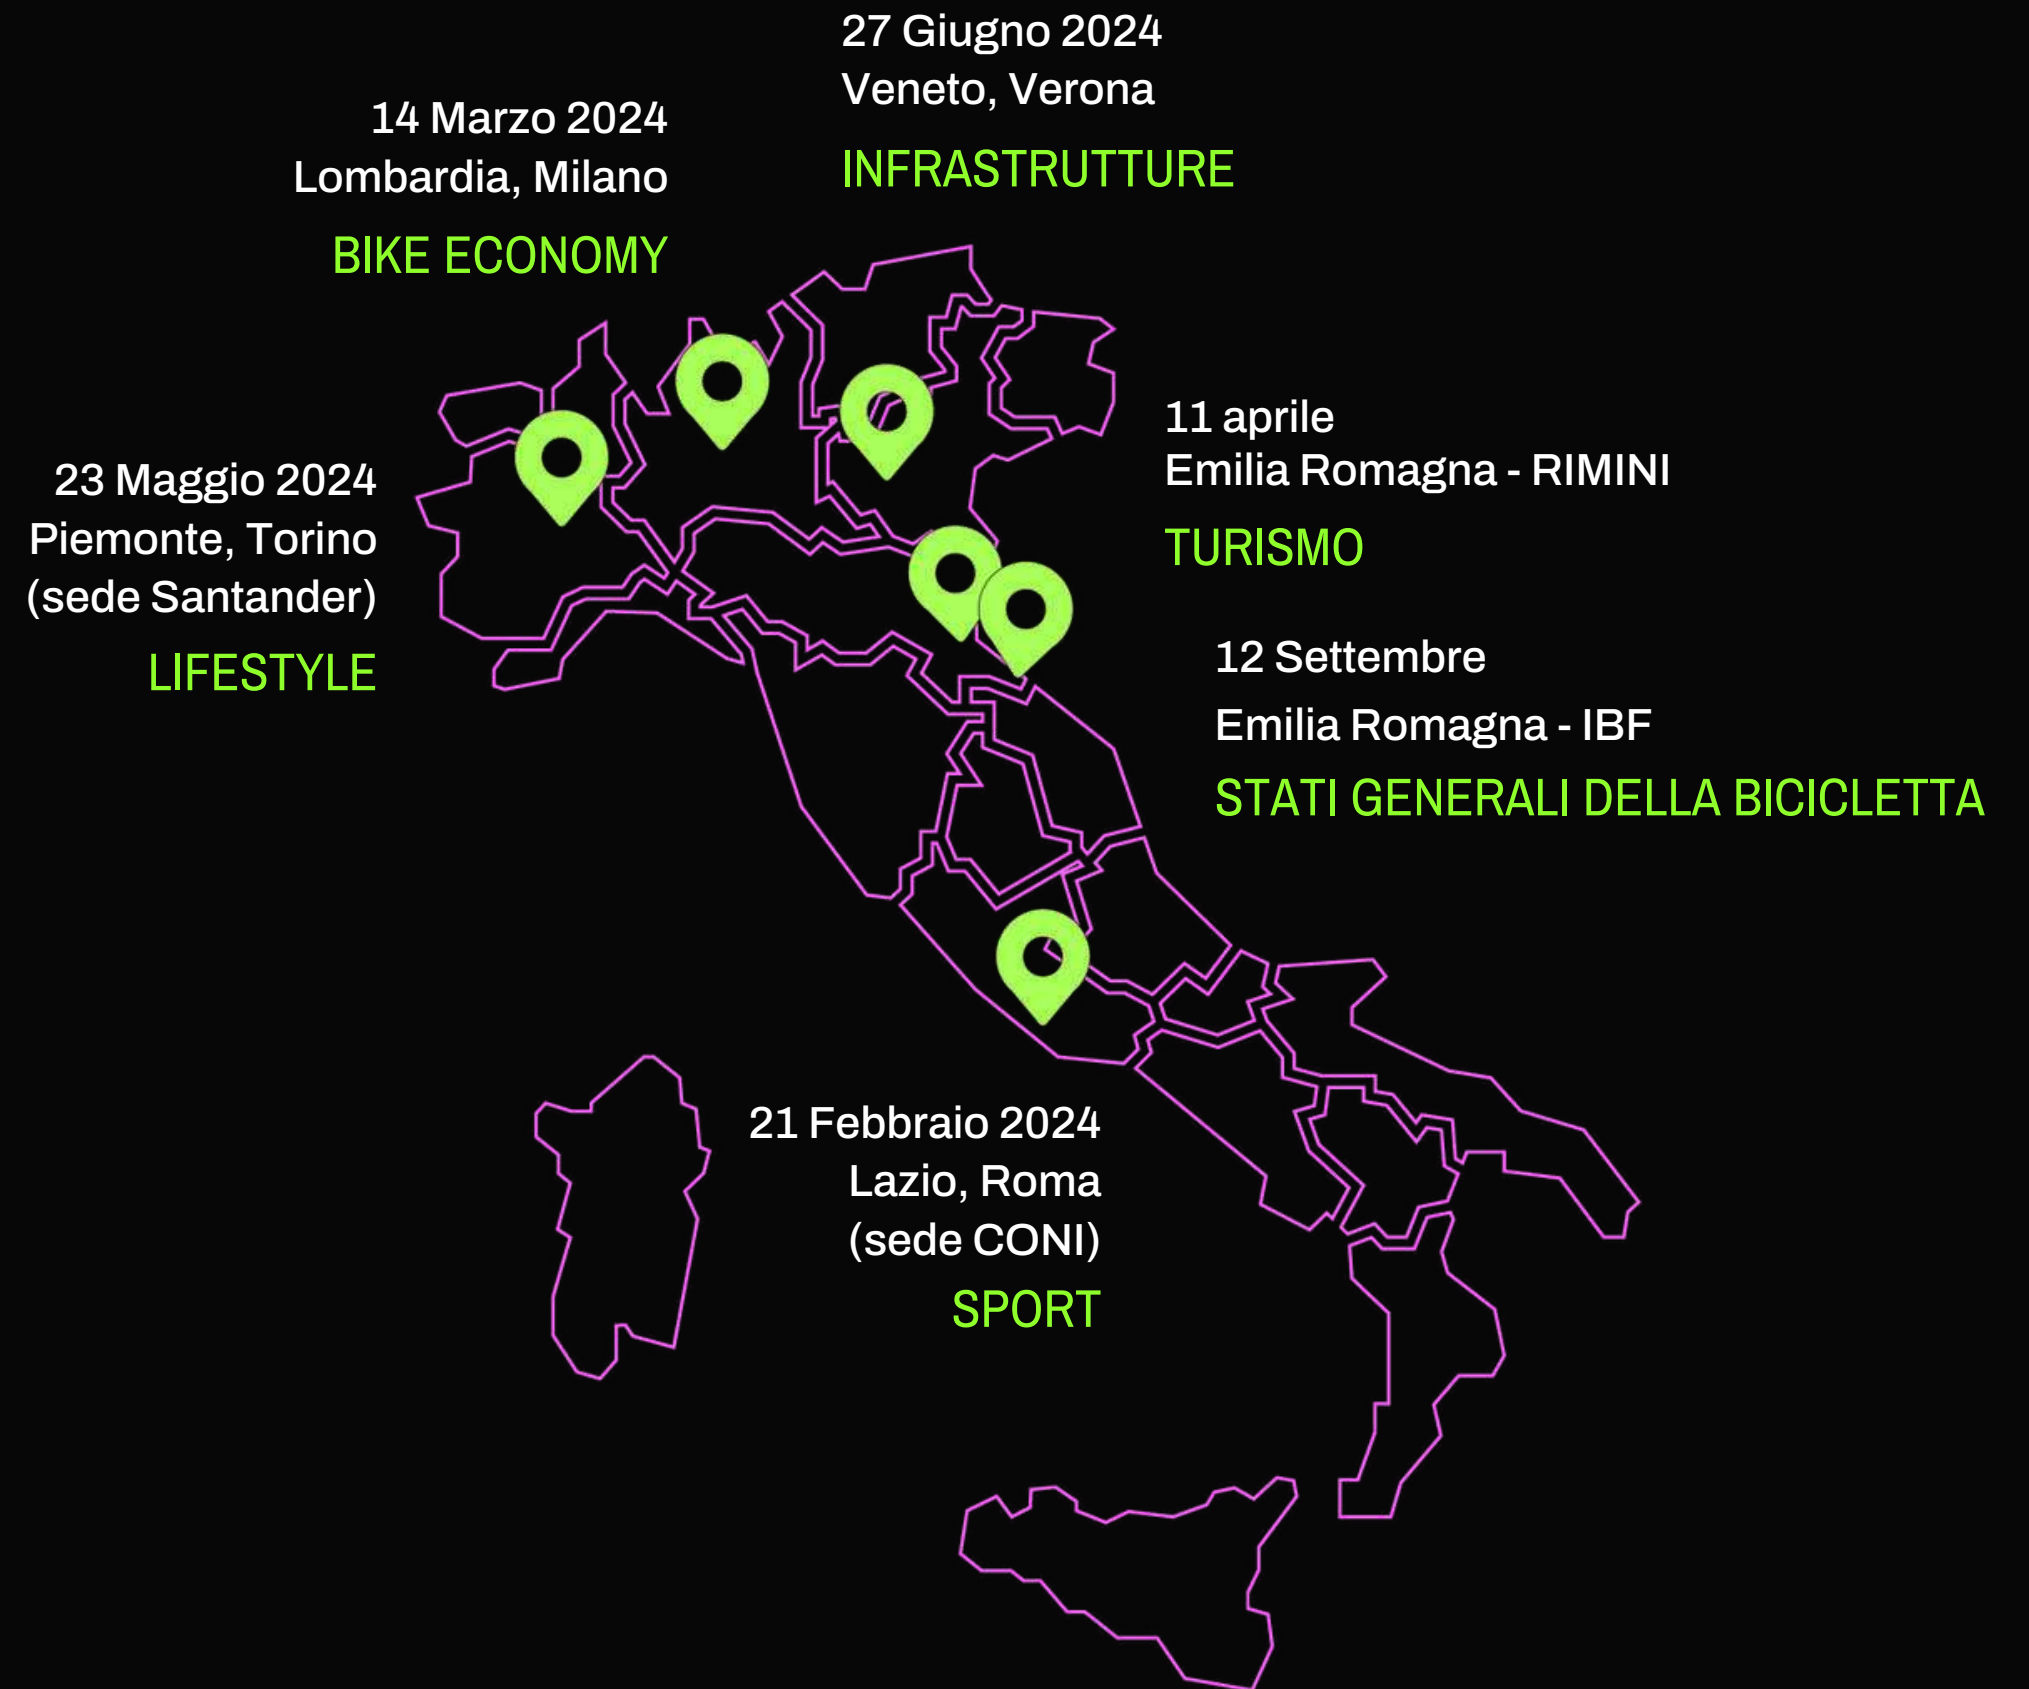 27 Giugno 2024
Veneto, Verona
INFRASTRUTTURE
14 Marzo 2024
Lombardia, Milano
BIKE ECONOMY
11 aprile
Emilia Romagna - RIMINI
TURISMO
23 Maggio 2024
Piemonte, Torino
(sede Santander)
LIFESTYLE
12 Settembre
Emilia Romagna - IBF
STATI GENERALI DELLA BICICLETTA
21 Febbraio 2024
Lazio, Roma
(sede CONI)
SPORT